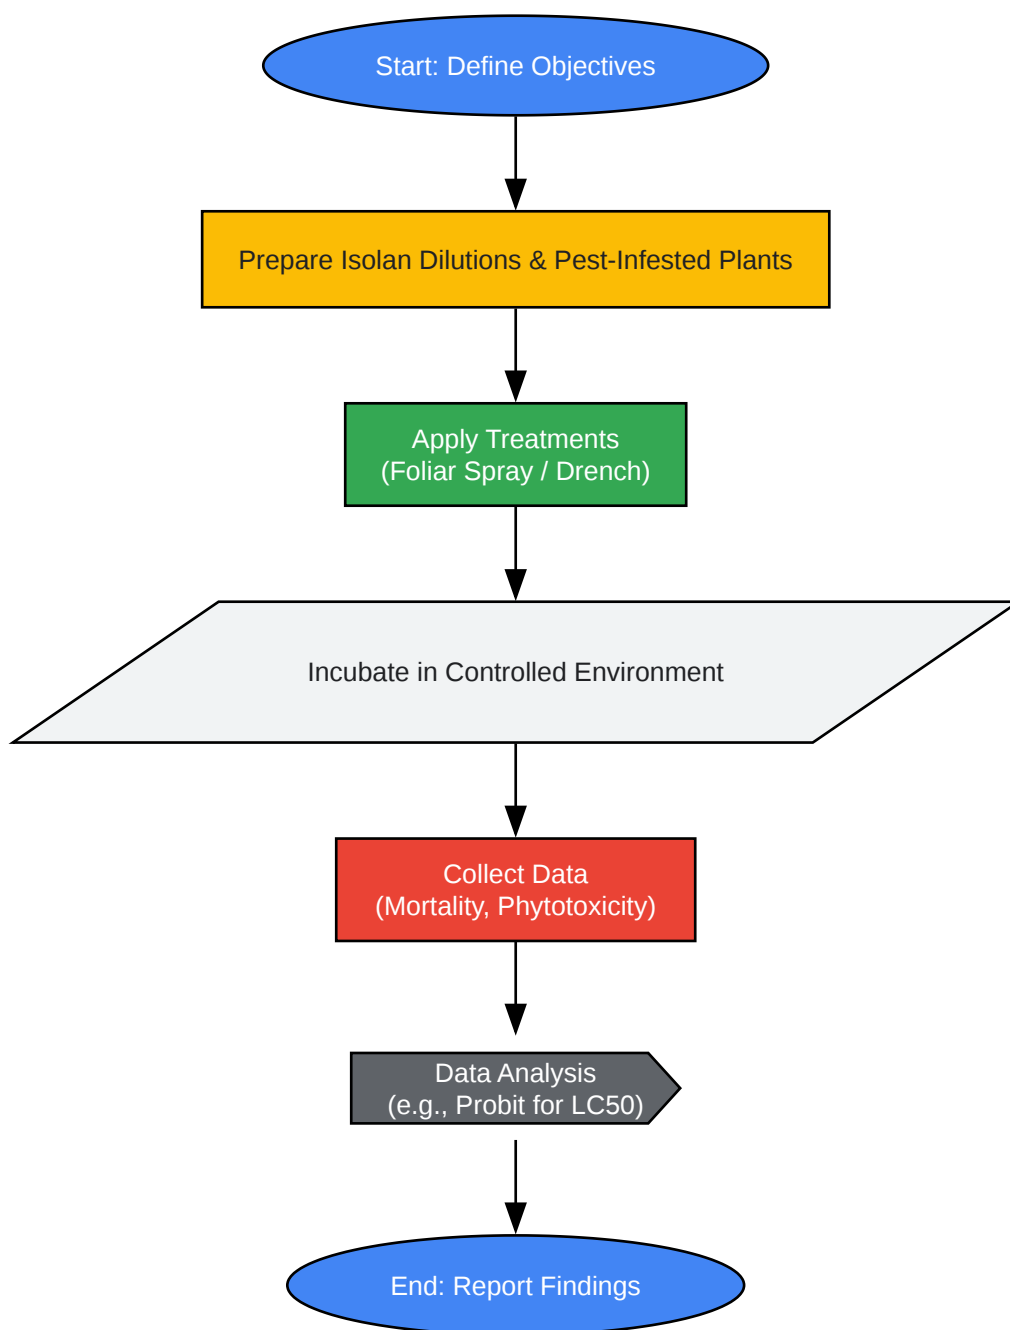 Start: Define Objectives
Prepare Isolan Dilutions & Pest-Infested Plants
Apply Treatments
(Foliar Spray / Drench)
Incubate in Controlled Environment
Collect Data
(Mortality, Phytotoxicity)
Data Analysis
(e.g., Probit for LC50)
End: Report Findings